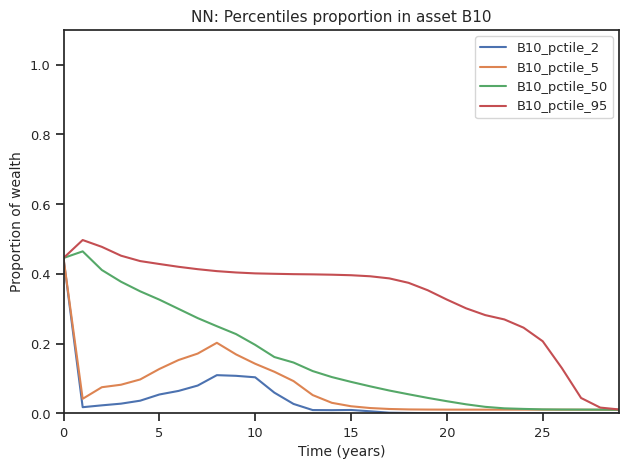 NN: Percentiles proportion in asset B10
B10_pctile_2
B10_pctile_5
B10_pctile_50
B10_pctile_95
Proportion of wealth
1.0
0.8
0.6
0.4
0.2
0.0
0 5 10 15 20 25
Time (years)